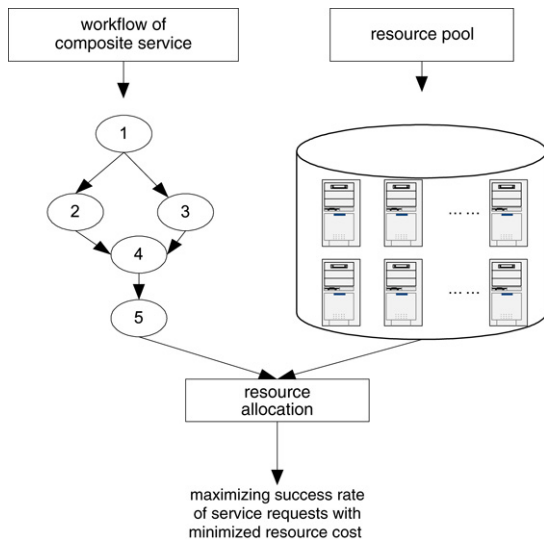 workflow of
composite service
resource pool
1
2
3
4
5
... ...
... ...
resource
allocation
maximizing success rate
of service requests with
minimized resource cost